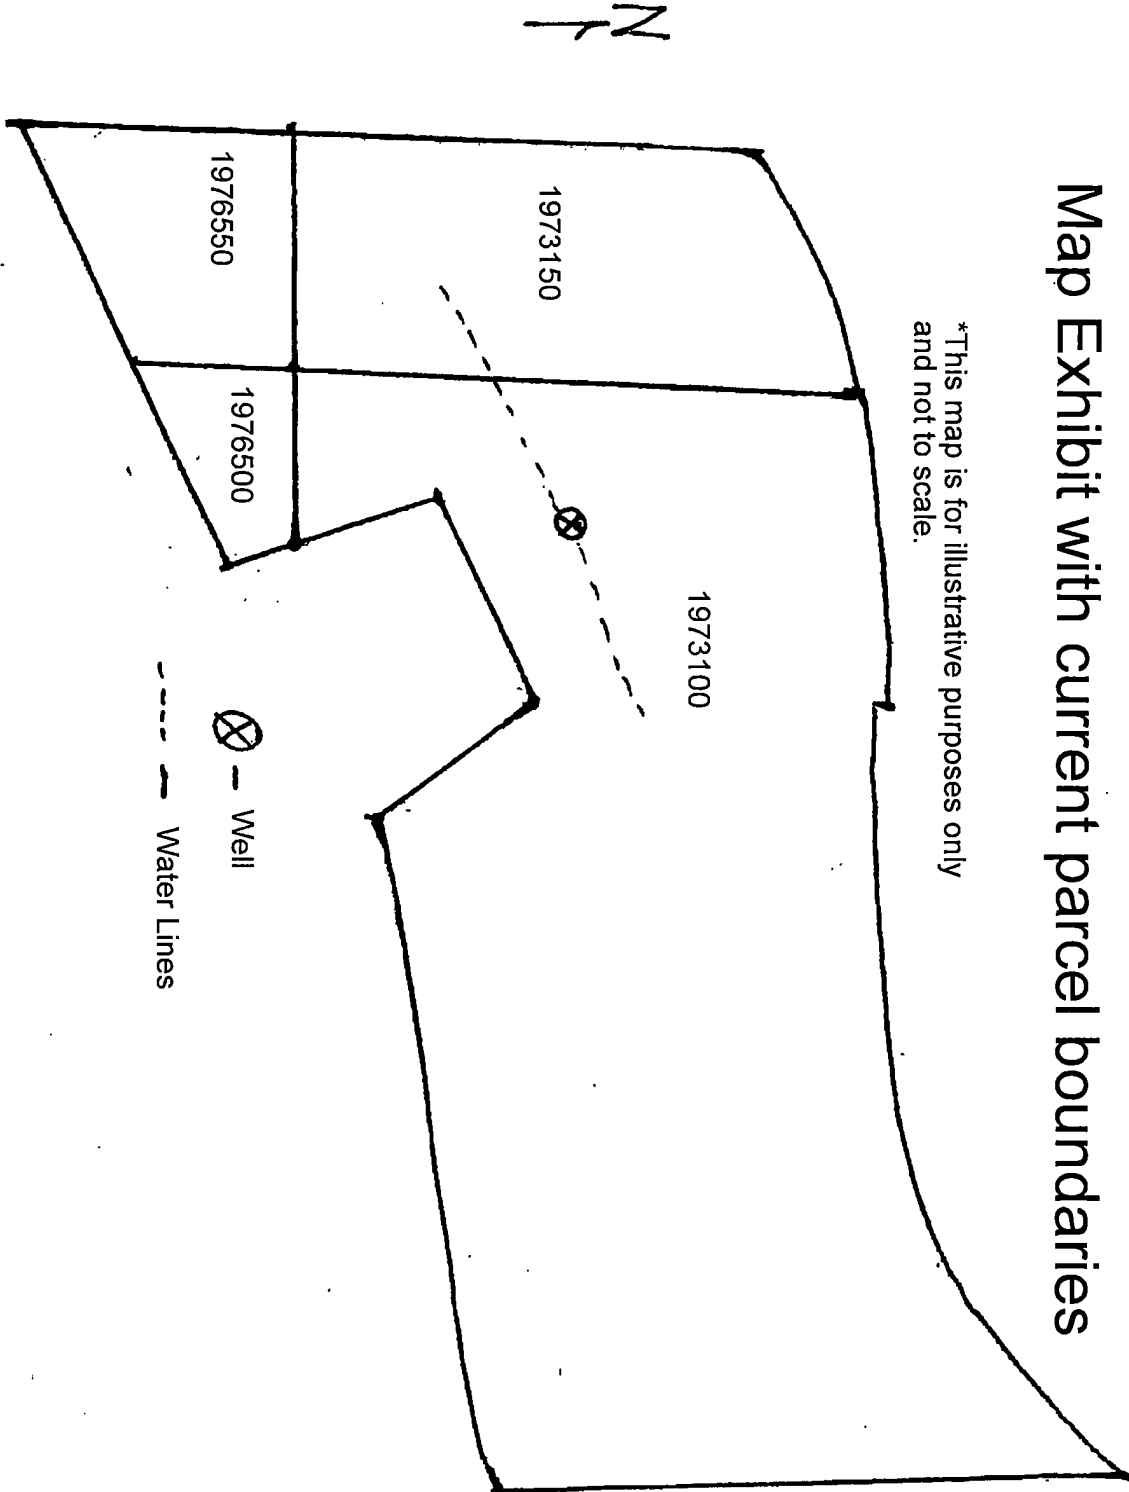 Map Exhibit with current parcel boundaries
*This map is for illustrative purposes only
and not to scale.
N
1973150
1973100
1976550
1976500
– Well
– Water Lines